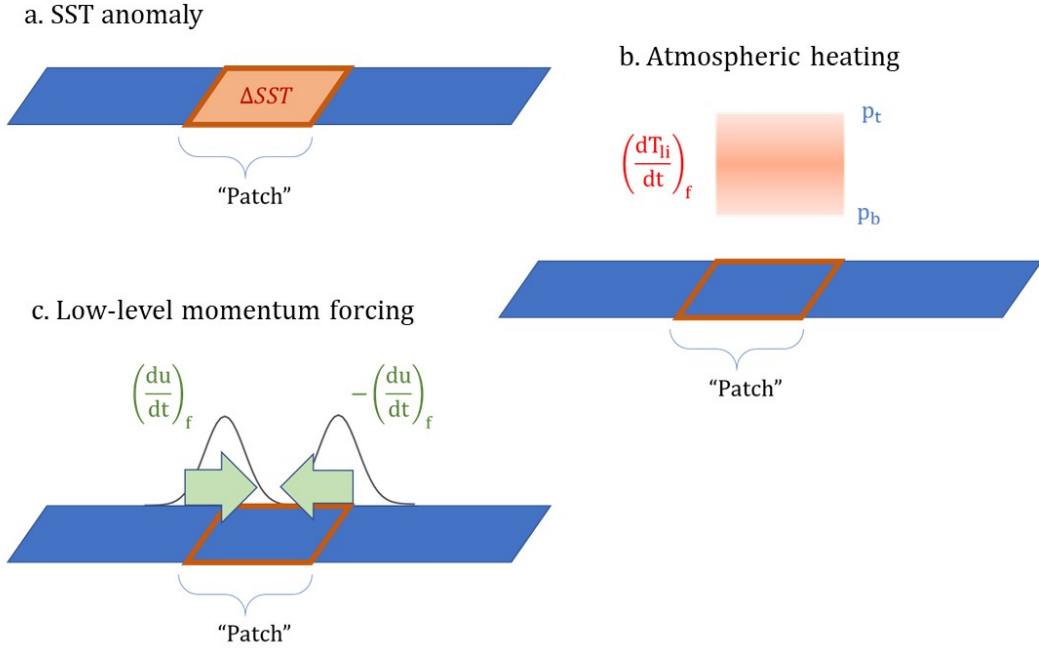 a. SST anomaly
ΔSST
“Patch”
b. Atmospheric heating
p_t
(dT_li/dt)_f
p_b
“Patch”
c. Low-level momentum forcing
(du/dt)_f
−(du/dt)_f
“Patch”